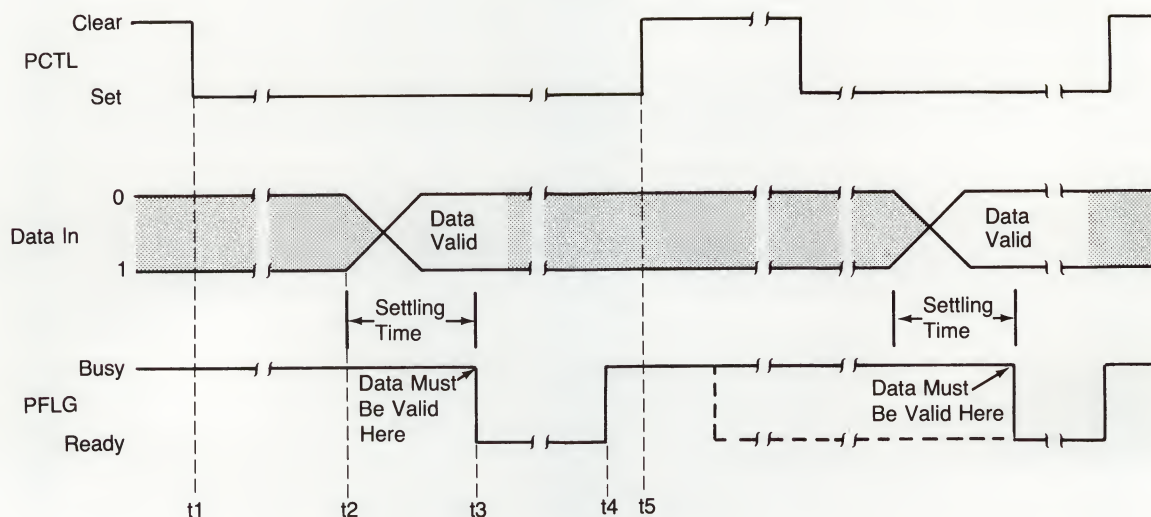 Clear
PCTL
Set
0
Data In
1
Data
Valid
Data
Valid
Settling
Time
Settling
Time
Busy
PFLG
Ready
Data Must
Be Valid
Here
Data Must
Be Valid Here
t1
t2
t3
t4
t5